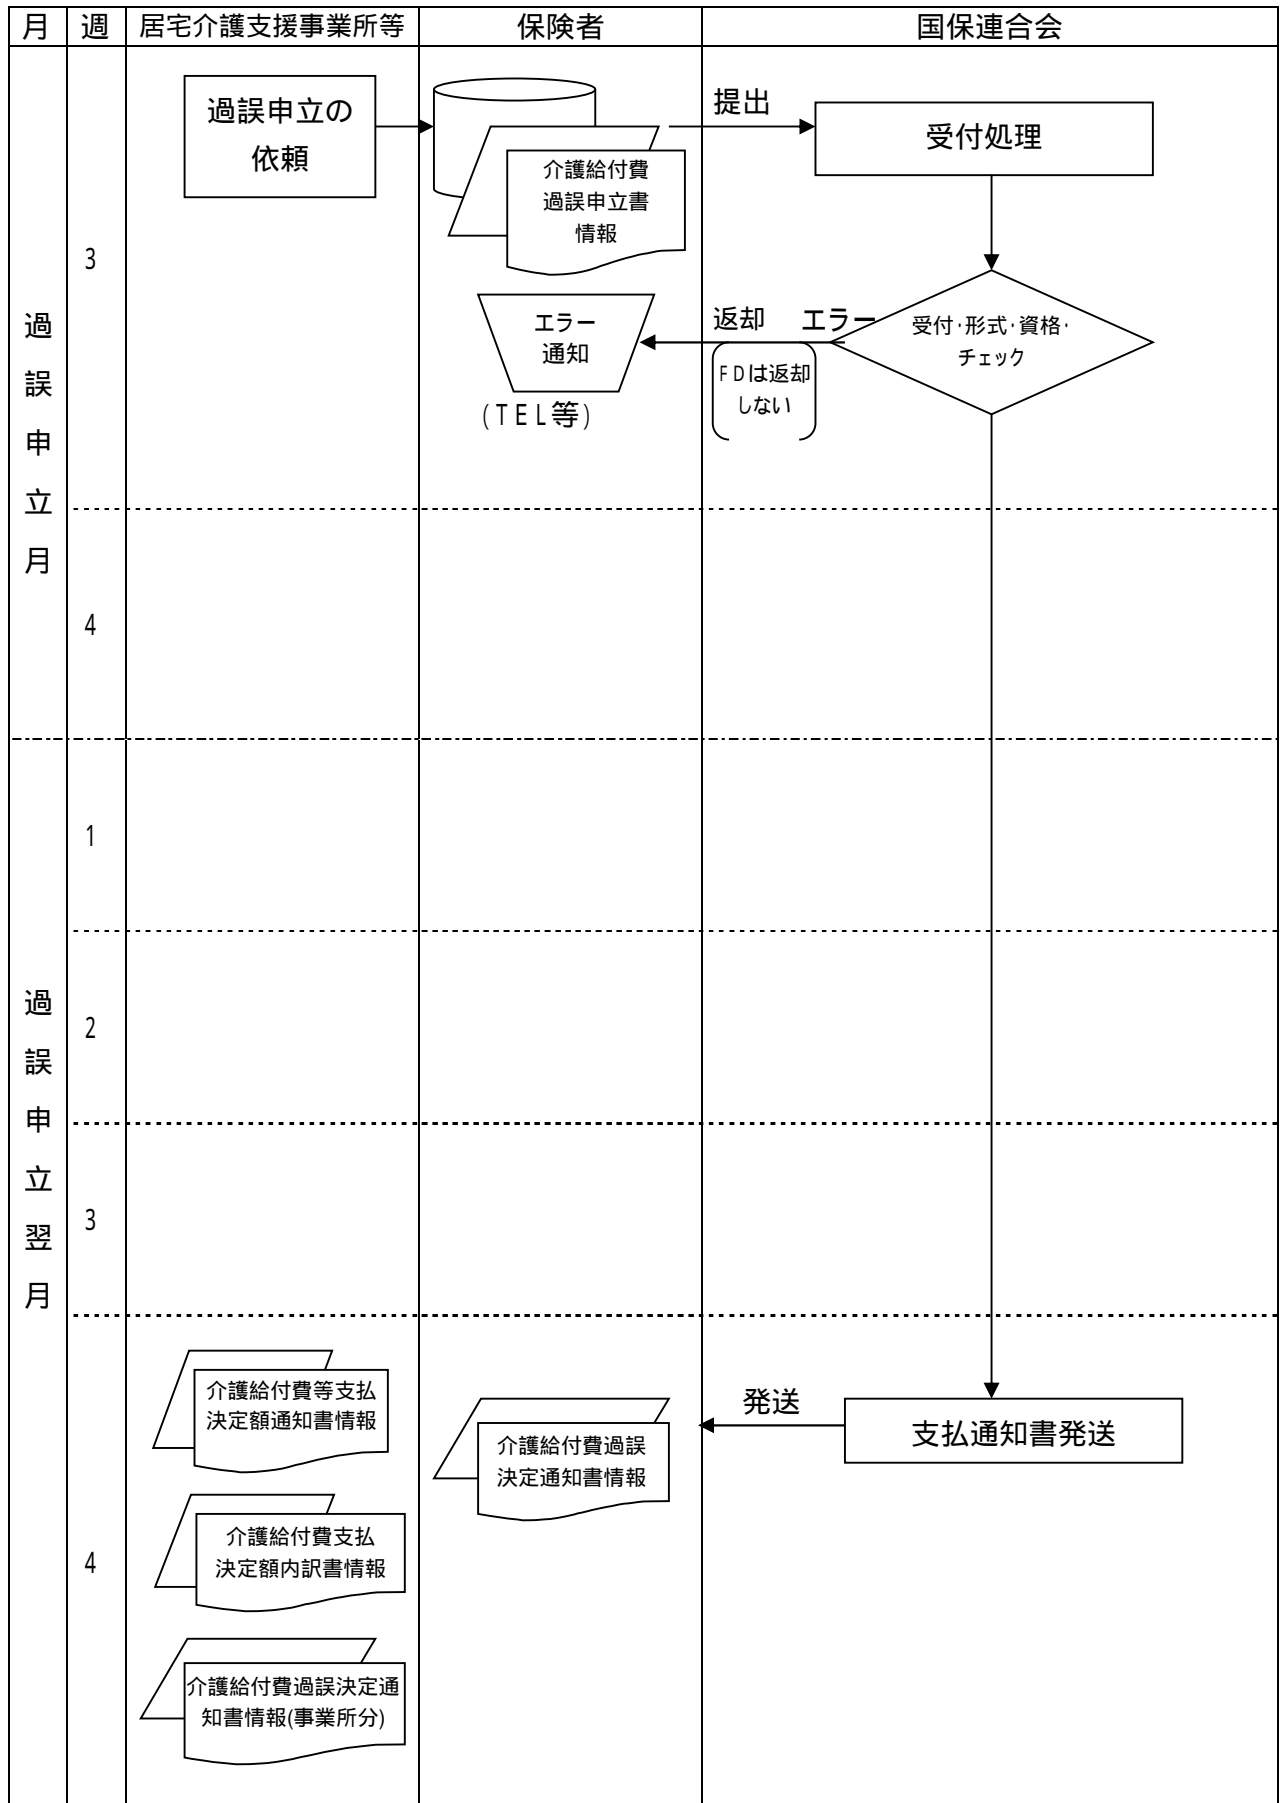 月 週 居宅介護支援事業所等 保険者 国保連合会
過誤申立月
3
過誤申立の
依頼
介護給付費
過誤申立書
情報
提出
受付処理
受付・形式・資格・
チェック
エラー
返却
FDは返却
しない
エラー
通知
(TEL等)
4
過誤申立翌月
1
2
3
4
支払通知書発送
発送
介護給付費過誤
決定通知書情報
介護給付費等支払
決定額通知書情報
介護給付費支払
決定額内訳書情報
介護給付費過誤決定通
知書情報(事業所分)